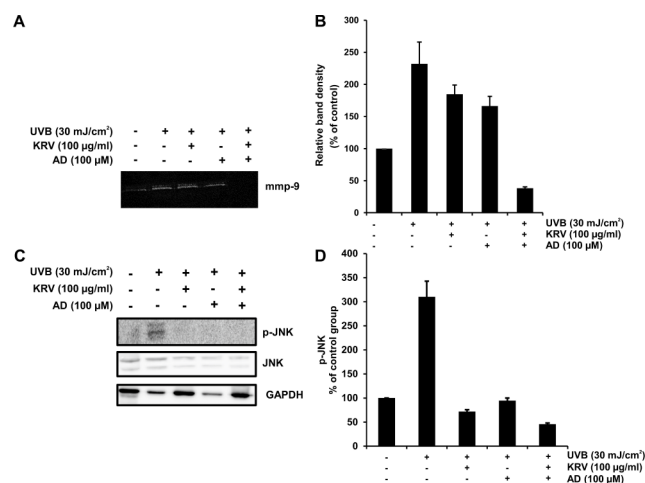 A
UVB (30 mJ/cm²) - + + + +
KRV (100 μg/ml) - - + - +
AD (100 μM) - - - + +
mmp-9
B
Relative band density
(% of control)
300
250
200
150
100
50
0
- + + + + UVB (30 mJ/cm²)
- - + - + KRV (100 μg/ml)
- - - + + AD (100 μM)
C
UVB (30 mJ/cm²) - + + + +
KRV (100 μg/ml) - - + - +
AD (100 μM) - - - + +
p-JNK
JNK
GAPDH
D
p-JNK
% of control group
400
350
300
250
200
150
100
50
0
- + + + + UVB (30 mJ/cm²)
- - + - + KRV (100 μg/ml)
- - - + + AD (100 μM)